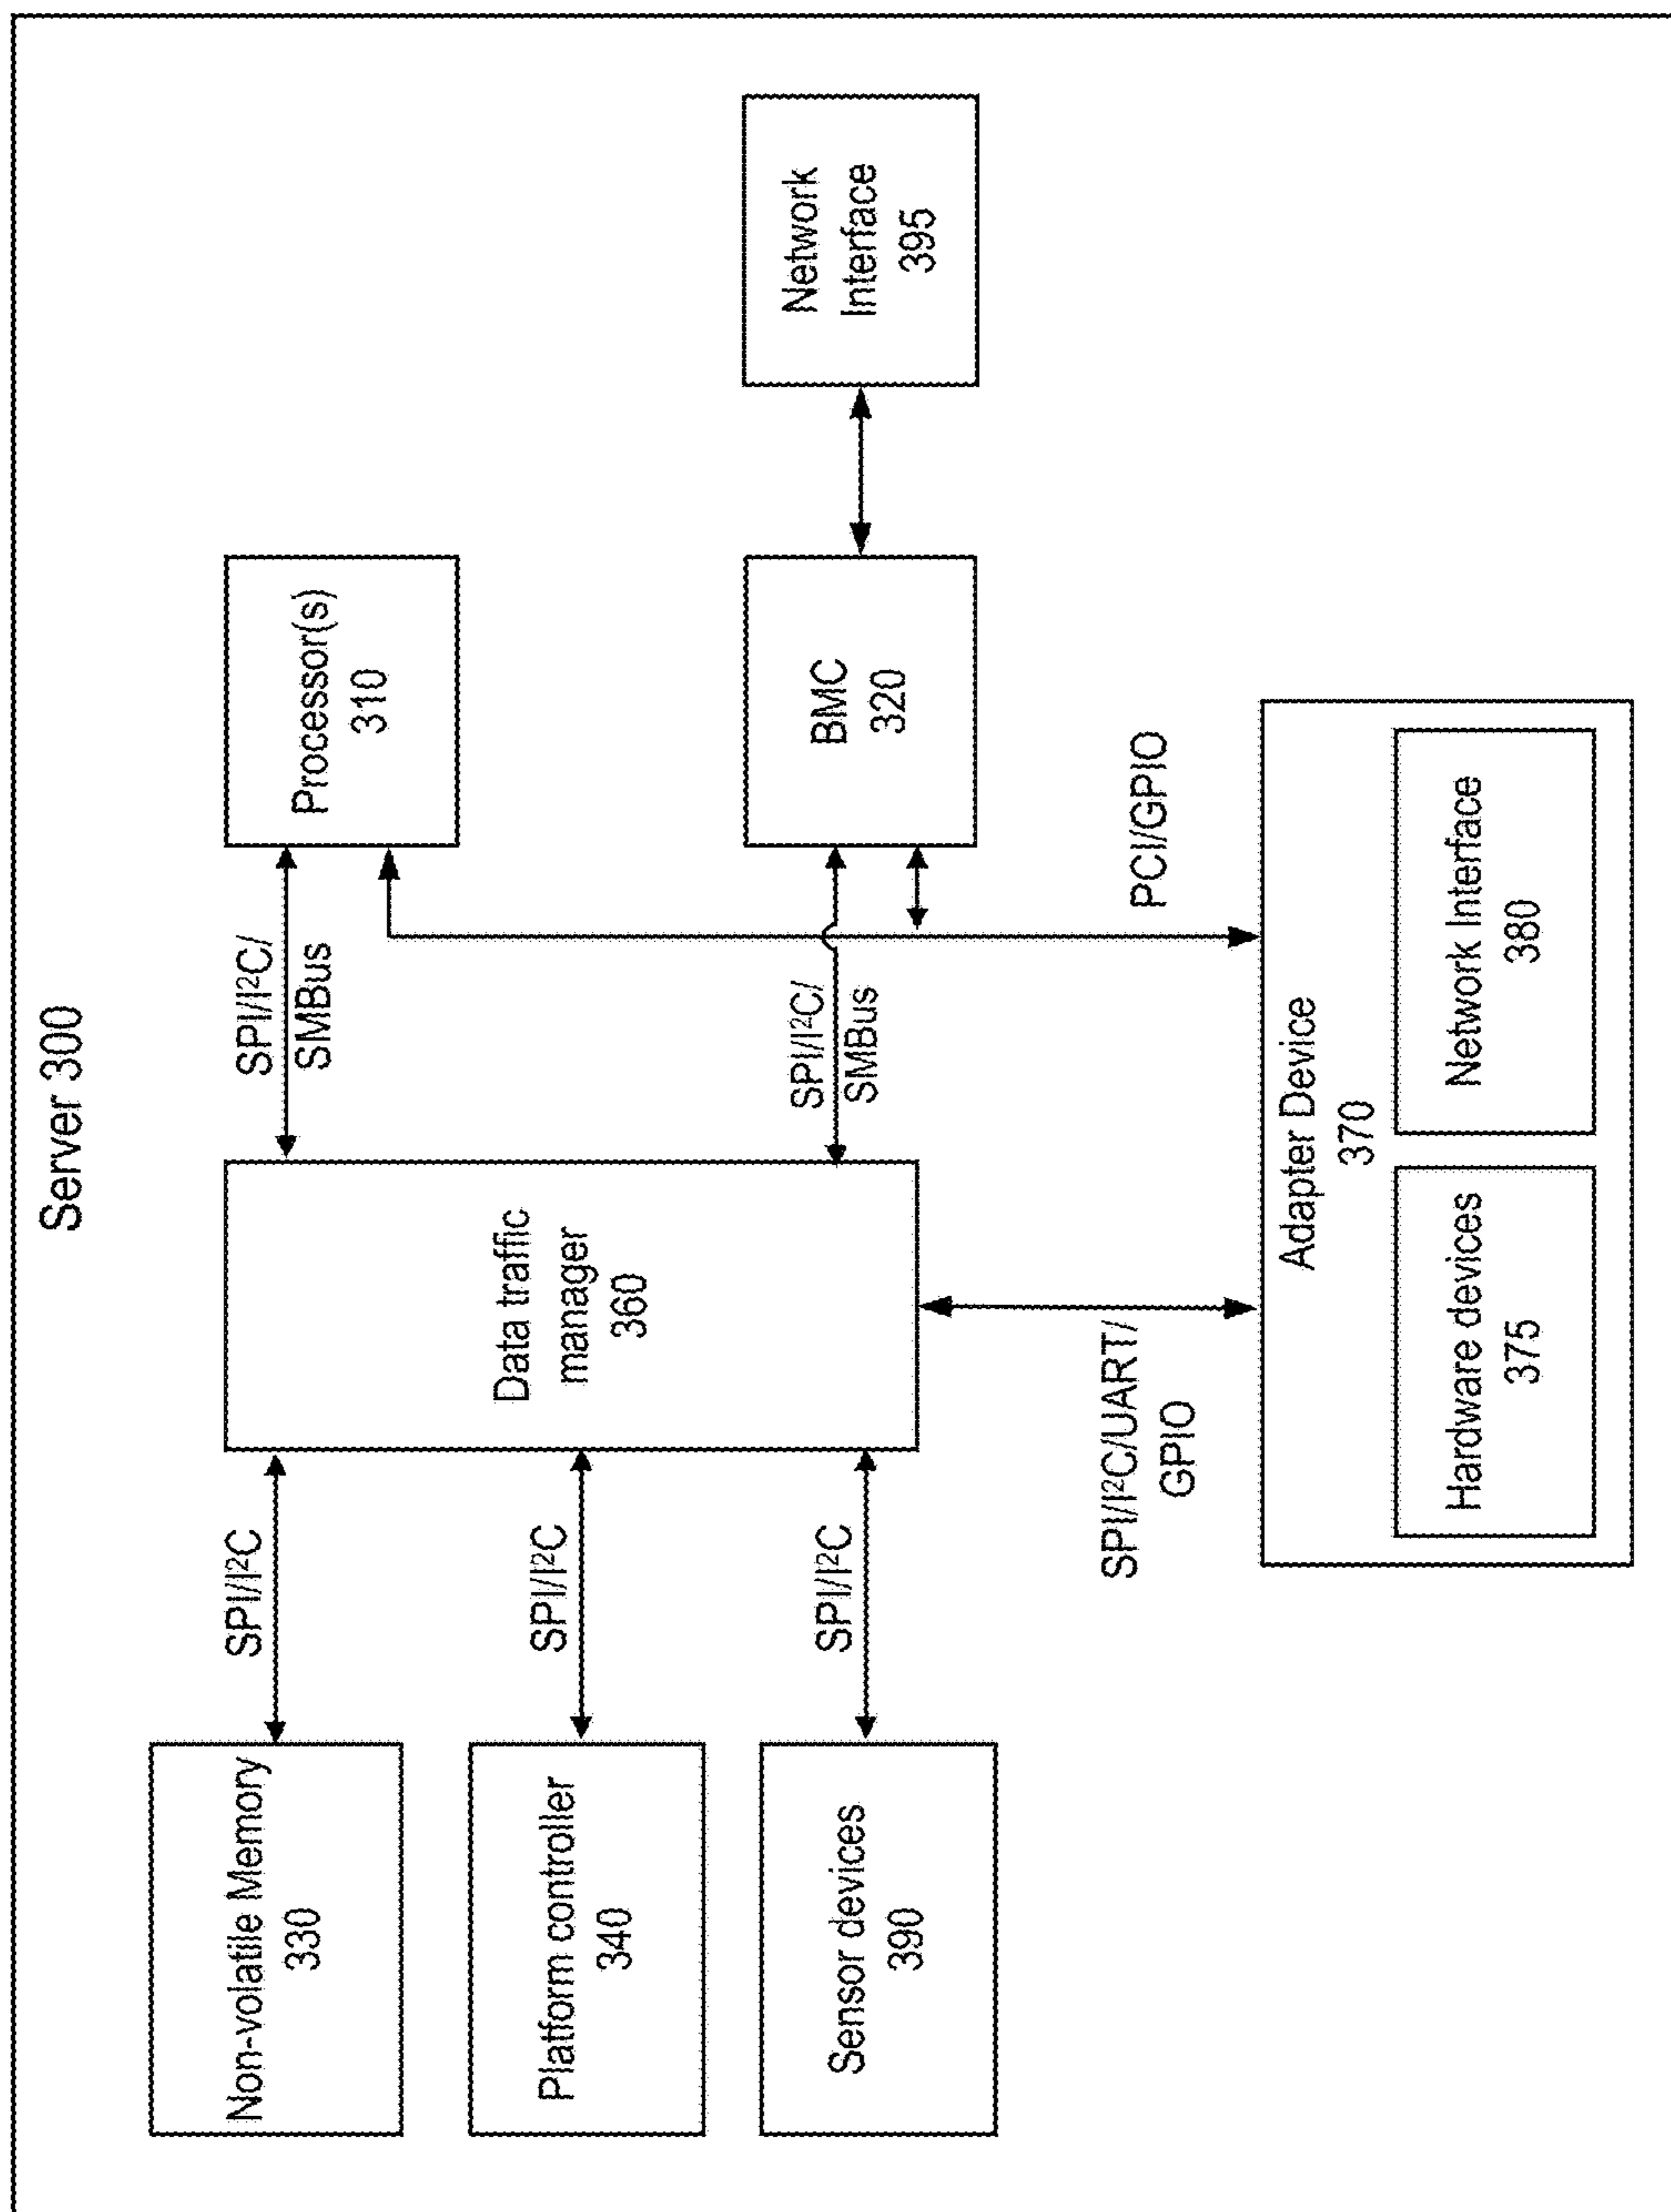 Server 300
Non-volatile Memory
330
SPI/I²C
SPI/I²C/
SMBus
Processor(s)
310
Platform controller
340
SPI/I²C
Data traffic
manager
360
Sensor devices
390
SPI/I²C
SPI/I²C/
SMBus
BMC
320
Network
Interface
395
SPI/I²C/UART/
GPIO
PCI/GPIO
Adapter Device
370
Hardware devices
375
Network Interface
380